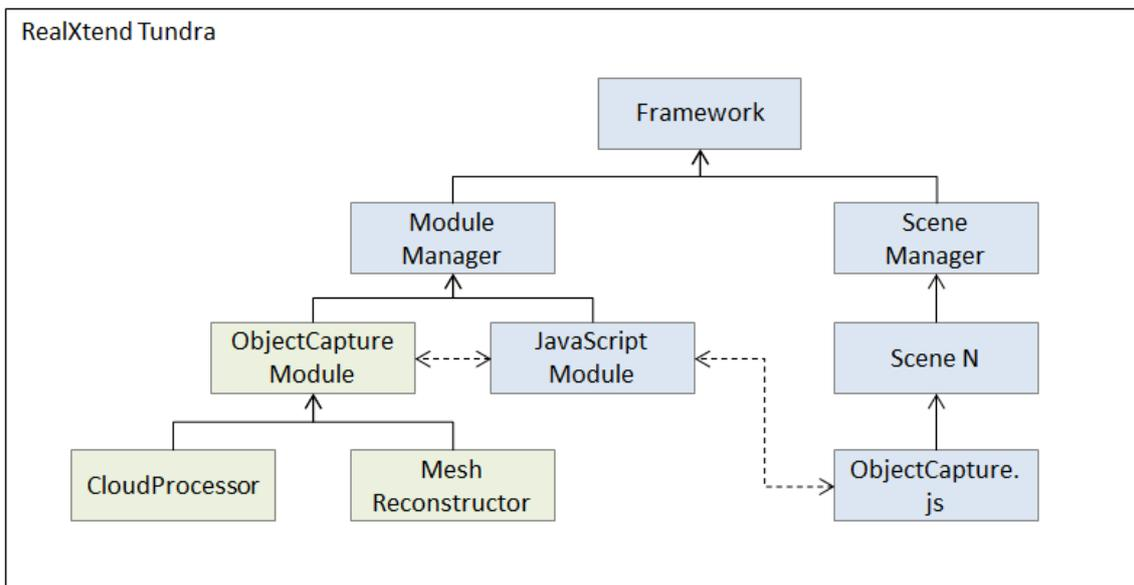 RealXtend Tundra
Framework
Module
Manager
Scene
Manager
ObjectCapture
Module
JavaScript
Module
Scene N
CloudProcessor
Mesh
Reconstructor
ObjectCapture.
js